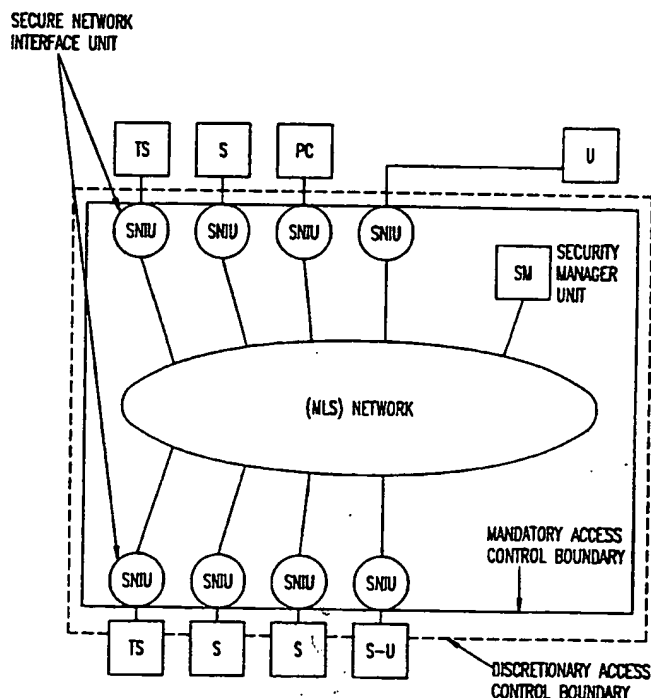 SECURE NETWORK
INTERFACE UNIT
TS
S
PC
U
SNIU
SNIU
SNIU
SNIU
SM
SECURITY
MANAGER
UNIT
(MLS) NETWORK
MANDATORY ACCESS
CONTROL BOUNDARY
SNIU
SNIU
SNIU
SNIU
TS
S
S
S-U
DISCRETIONARY ACCESS
CONTROL BOUNDARY